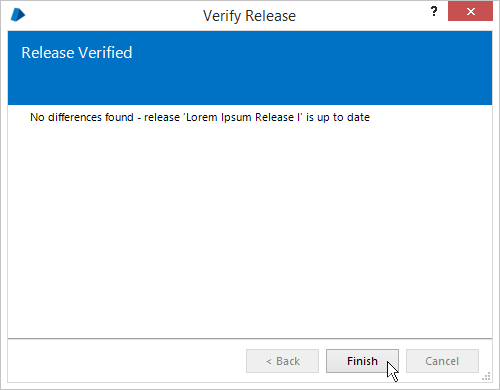 Verify Release
?
Release Verified
No differences found - release 'Lorem Ipsum Release I' is up to date
< Back
Finish
Cancel